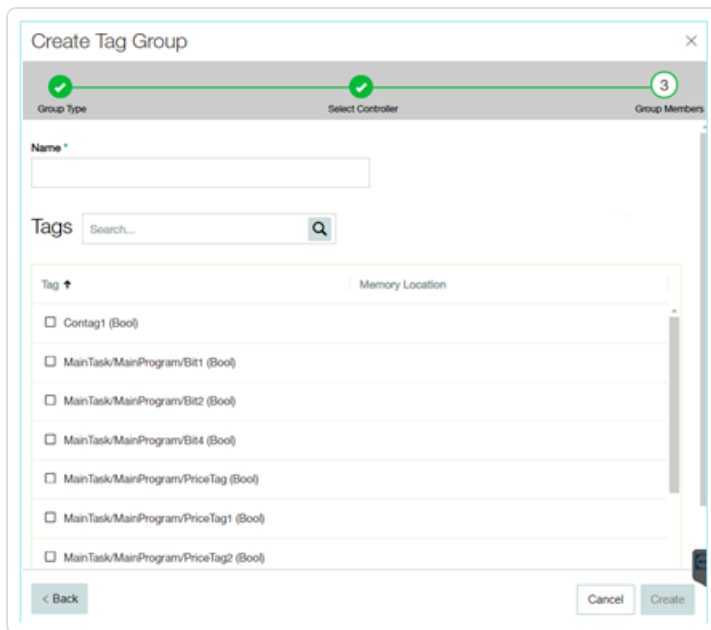 Create Tag Group
3
Group Type Select Controller Group Members
Name *
Tags Search...
Tag Memory Location
Contag1 (Bool)
MainTask/MainProgram/Bit1 (Bool)
MainTask/MainProgram/Bit2 (Bool)
MainTask/MainProgram/Bit4 (Bool)
MainTask/MainProgram/PriceTag (Bool)
MainTask/MainProgram/PriceTag1 (Bool)
MainTask/MainProgram/PriceTag2 (Bool)
< Back Cancel Create